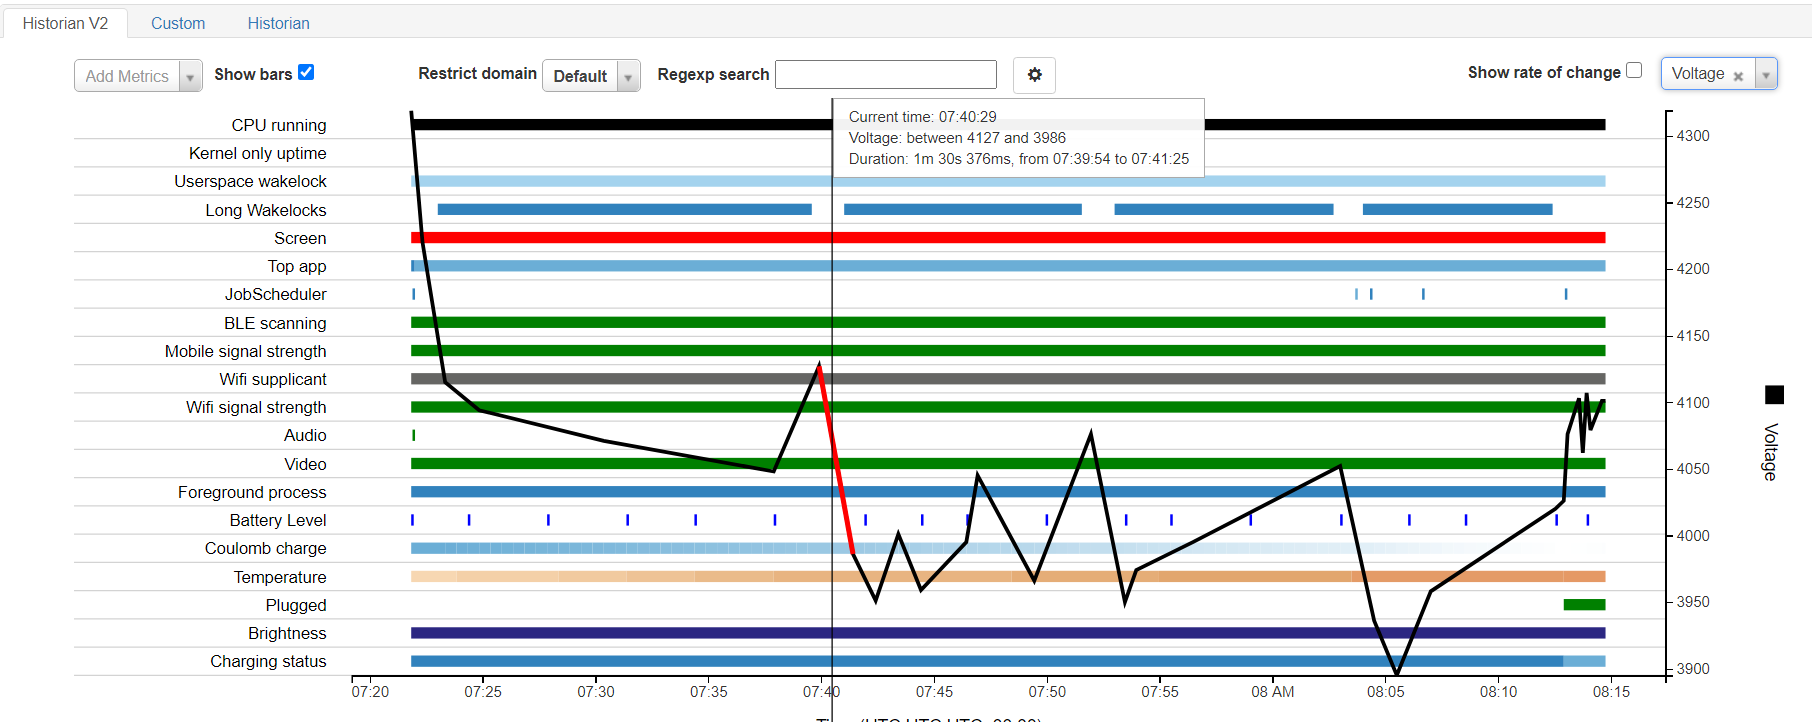 Historian V2 Custom Historian
Add Metrics Show bars Restrict domain Default Regexp search Show rate of change Voltage ×
Current time: 07:40:29
Voltage: between 4127 and 3986
Duration: 1m 30s 376ms, from 07:39:54 to 07:41:25
CPU running
Kernel only uptime
Userspace wakelock
Long Wakelocks
Screen
Top app
JobScheduler
BLE scanning
Mobile signal strength
Wifi supplicant
Wifi signal strength
Audio
Video
Foreground process
Battery Level
Coulomb charge
Temperature
Plugged
Brightness
Charging status
4300
4250
4200
4150
4100
4050
4000
3950
3900
Voltage
07:20 07:25 07:30 07:35 07:40 07:45 07:50 07:55 08 AM 08:05 08:10 08:15